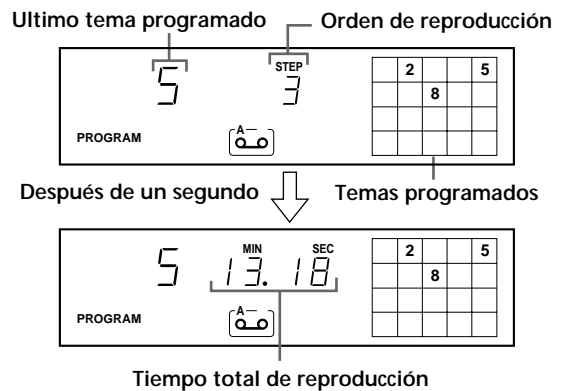 Ultimo tema programado Orden de reproducción
STEP
5 3 2 5
8
PROGRAM A
Después de un segundo Temas programados
MIN SEC
5 13. 18 2 5
8
PROGRAM A
Tiempo total de reproducción